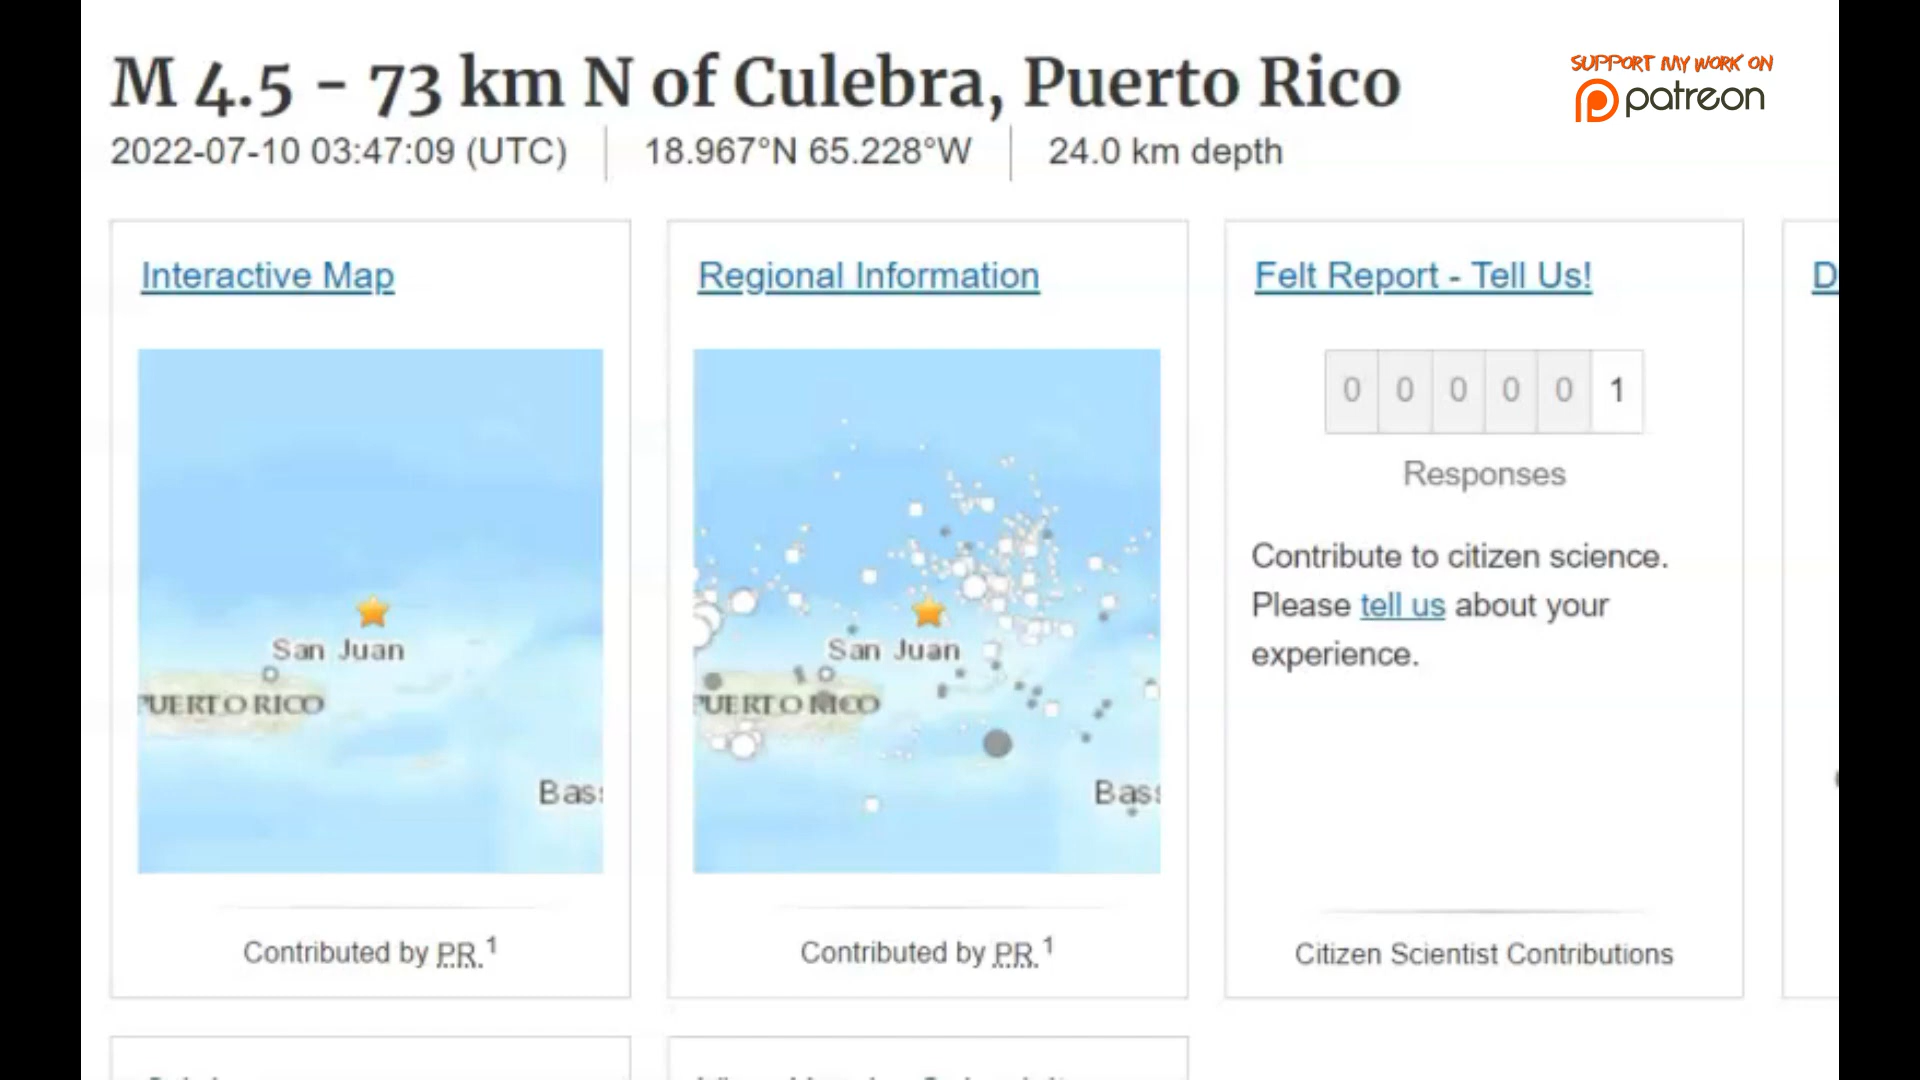 M 4.5 - 73 km N of Culebra, Puerto Rico
SUPPORT MY WORK ON
patreon
2022-07-10 03:47:09 (UTC)
18.967°N 65.228°W
24.0 km depth
Interactive Map
San Juan
PUERTO RICO
Bass
Contributed by PR.1
Regional Information
San Juan
PUERTO RICO
Bass
Contributed by PR.1
Felt Report - Tell Us!
0 0 0 0 0 1
Responses
Contribute to citizen science.
Please tell us about your
experience.
Citizen Scientist Contributions
D